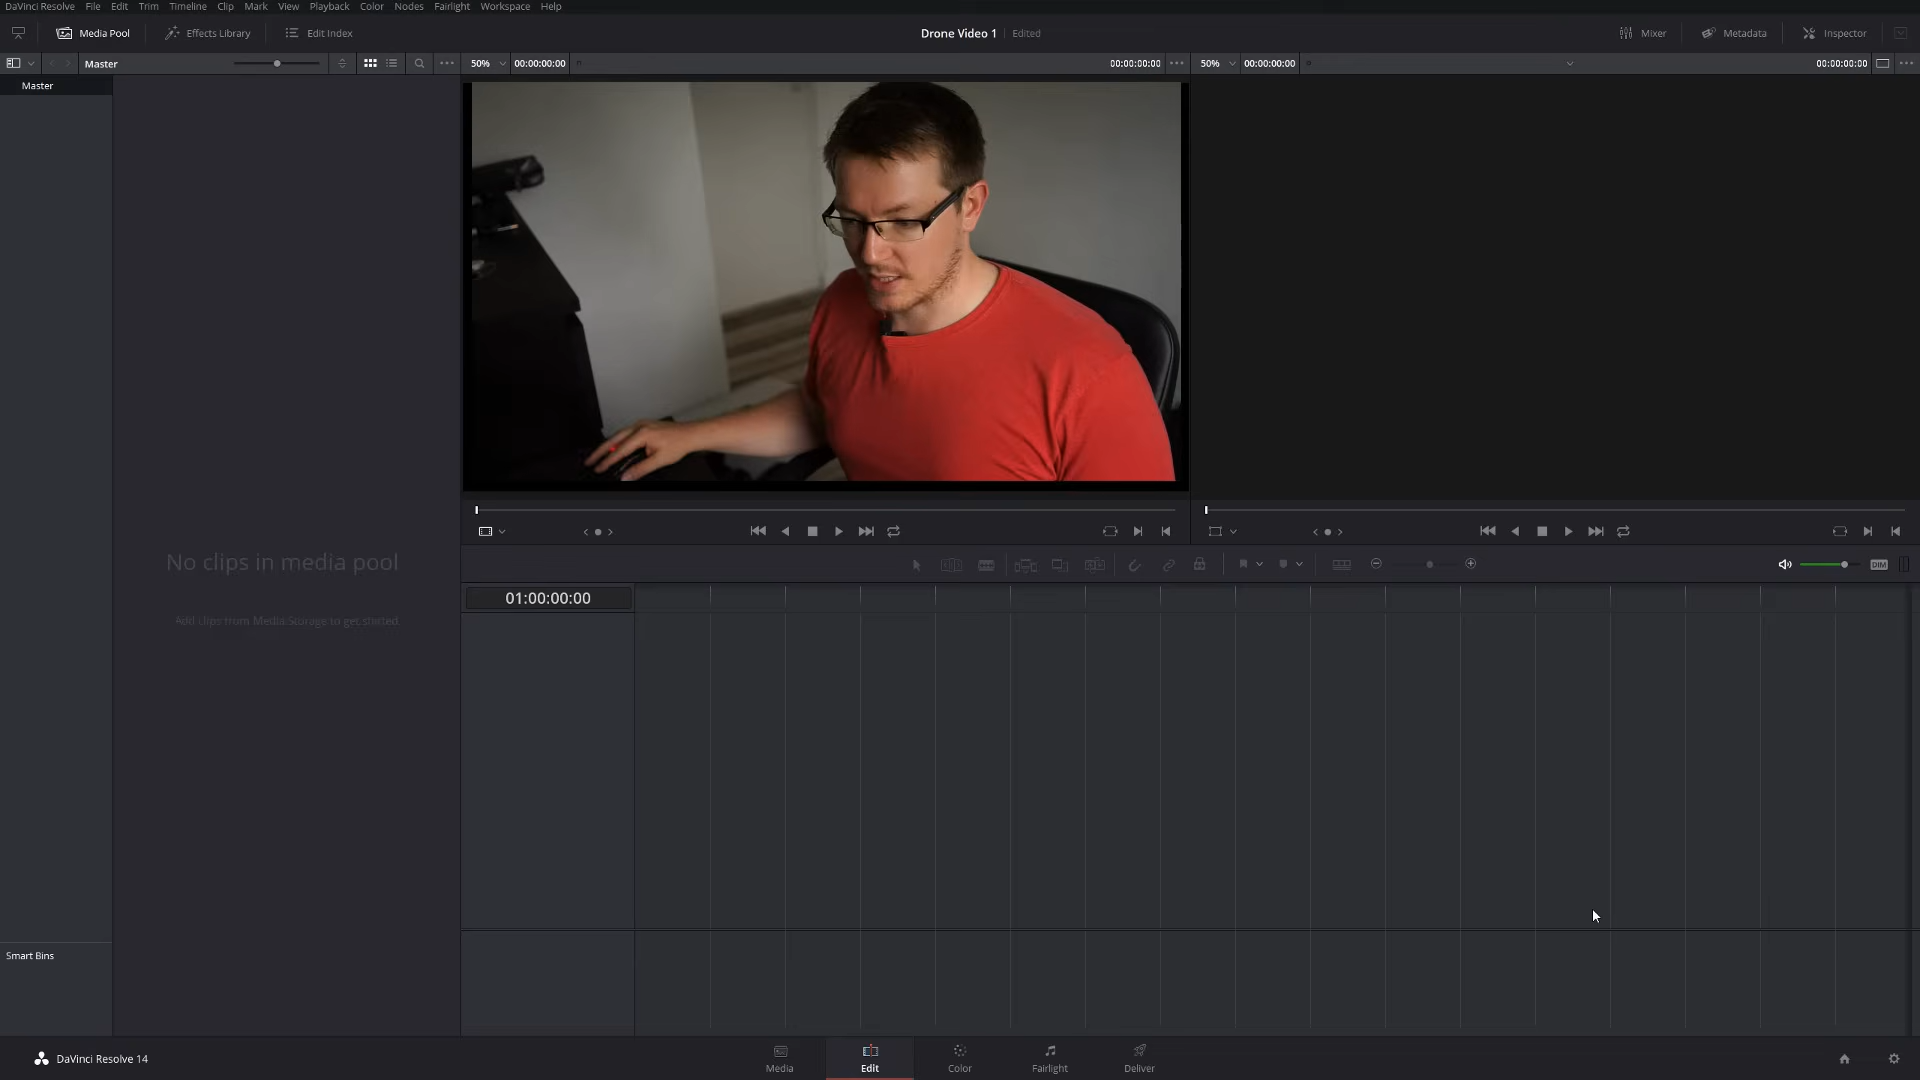 DaVinci Resolve File Edit Trim Timeline Clip Mark View Playback Color Nodes Fairlight Workspace Help
Media Pool Effects Library Edit Index Drone Video 1 Edited Mixer Metadata Inspector
Master 50% 00:00:00:00 00:00:00:00 50% 00:00:00:00 00:00:00:00
Master
No clips in media pool
Add clips from Media Storage to get started.
DIM
01:00:00:00
Smart Bins
DaVinci Resolve 14
Media Edit Color Fairlight Deliver